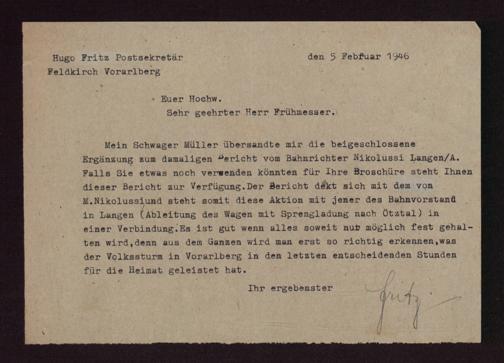 Hugo Fritz Postsekretär
den 5 Februar 1946
Feldkirch Vorarlberg
Euer Hochw.
Sehr geehrter Herr Frühmesser.
Mein Schwager Müller übersandte mir die beigeschlossene
Ergänzung zum damaligen Bericht vom Bahnrichter Nikolussi Langen/A.
Falls Sie etwas noch verwenden könnten für Ihre Broschüre steht Ihnen
dieser Bericht zur Verfügung.Der Bericht dekt sich mit dem von
M.Nikolussiund steht somit diese Aktion mit jener des Bahnvorstand
in Langen (Ableitung des Wagen mit Sprengladung nach Ötztal) in
einer Verbindung.Es ist gut wenn alles soweit nur möglich fest gehal-
ten wird,denn aus dem Ganzen wird man erst so richtig erkennen,was
der Volkssturm in Vorarlberg in den letzten entscheidenden Stunden
für die Heimat geleistet hat.
Ihr ergebenster
Fritz.